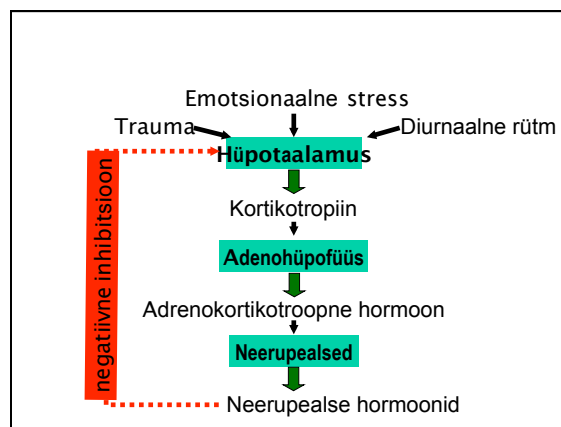 Emotsionaalne stress
Trauma
Diurnaalne rütm
Hüpotaalamus
Kortikotropiin
Adenohüpofüüs
Adrenokortikotroopne hormoon
Neerupealsed
Neerupealse hormoonid
negatiivne inhibitsioon